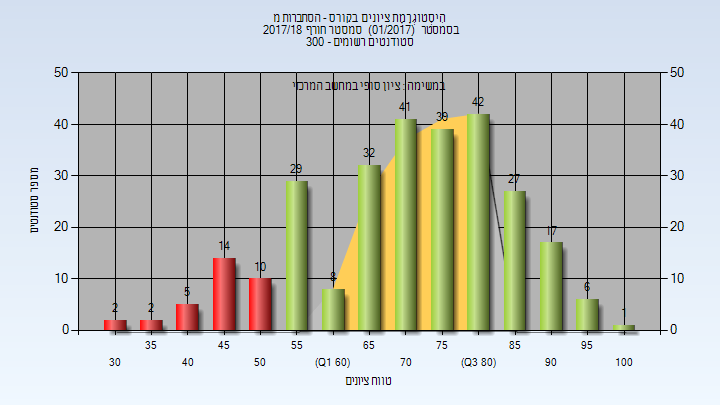 היסטוגרמת ציונים בקורס - הסתברות מ
בסמסטר (01/2017) סמסטר חורף 2017/18
סטודנטים רשומים - 300
במשימה : ציון סופי במחשב המרכזי
50 50
40 40
30 30
20 20
10 10
0 0
מספר סטודנטים
2 2 5 14 10 29 8 32 41 39 42 27 17 6 1
35 45 55 65 75 85 95
30 40 50 (Q1 60) 70 (Q3 80) 90 100
טווח ציונים